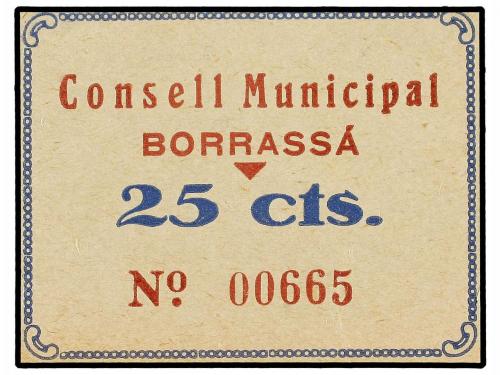 Consell Municipal
BORRASSÁ
25 cts.
Nº 00665